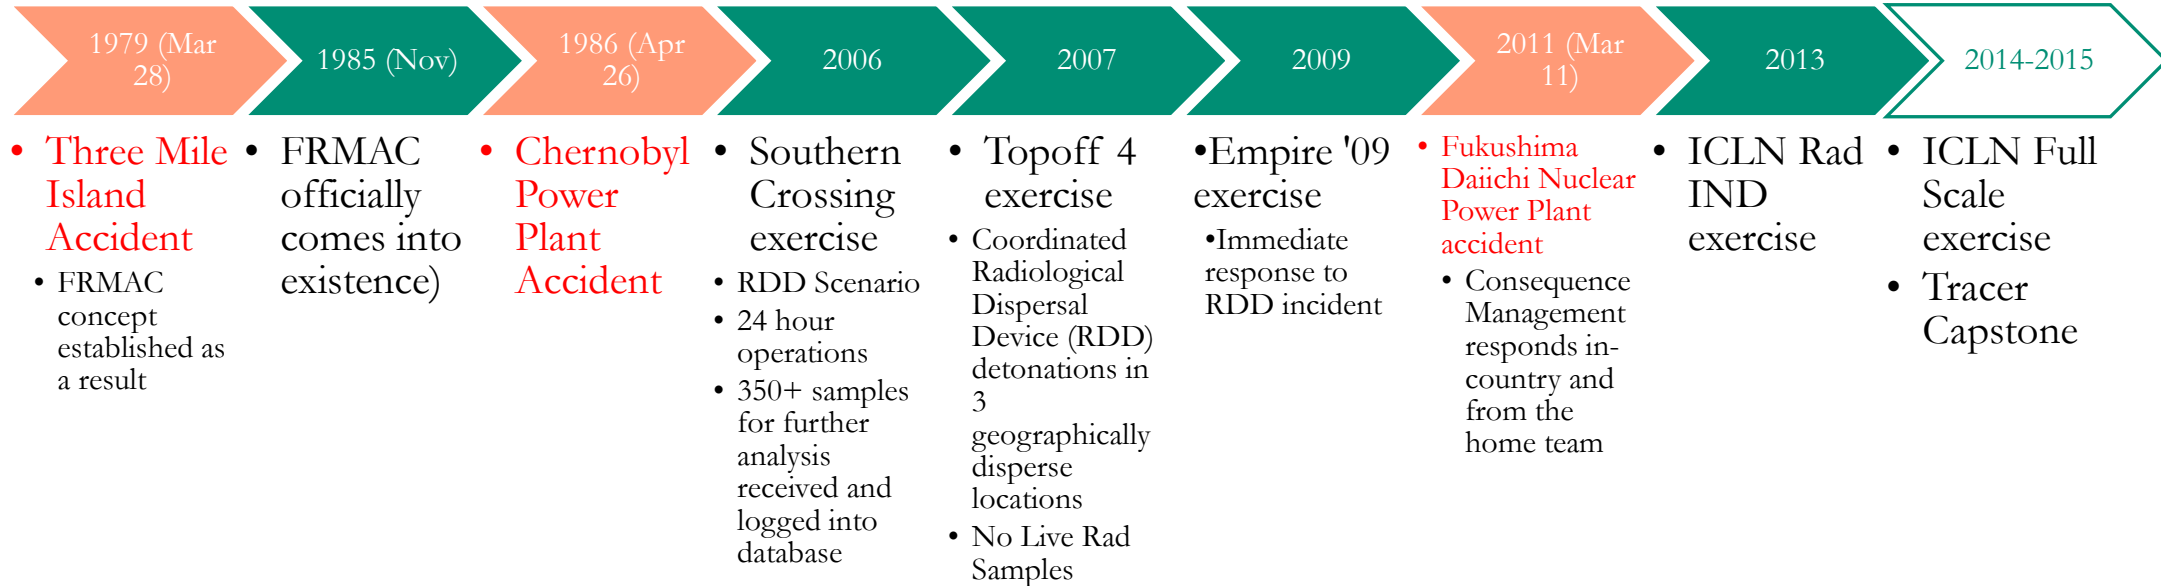 1979 (Mar
28)
• Three Mile
Island
Accident
• FRMAC
concept
established as
a result
1985 (Nov)
• FRMAC
officially
comes into
existence)
1986 (Apr
26)
• Chernobyl
Power
Plant
Accident
2006
• Southern
Crossing
exercise
• RDD Scenario
• 24 hour
operations
• 350+ samples
for further
analysis
received and
logged into
database
2007
• Topoff 4
exercise
• Coordinated
Radiological
Dispersal
Device (RDD)
detonations in
3
geographically
disperse
locations
• No Live Rad
Samples
2009
•Empire '09
exercise
•Immediate
response to
RDD incident
2011 (Mar
11)
• Fukushima
Daiichi Nuclear
Power Plant
accident
• Consequence
Management
responds in-
country and
from the
home team
2013
• ICLN Rad
IND
exercise
2014-2015
• ICLN Full
Scale
exercise
• Tracer
Capstone